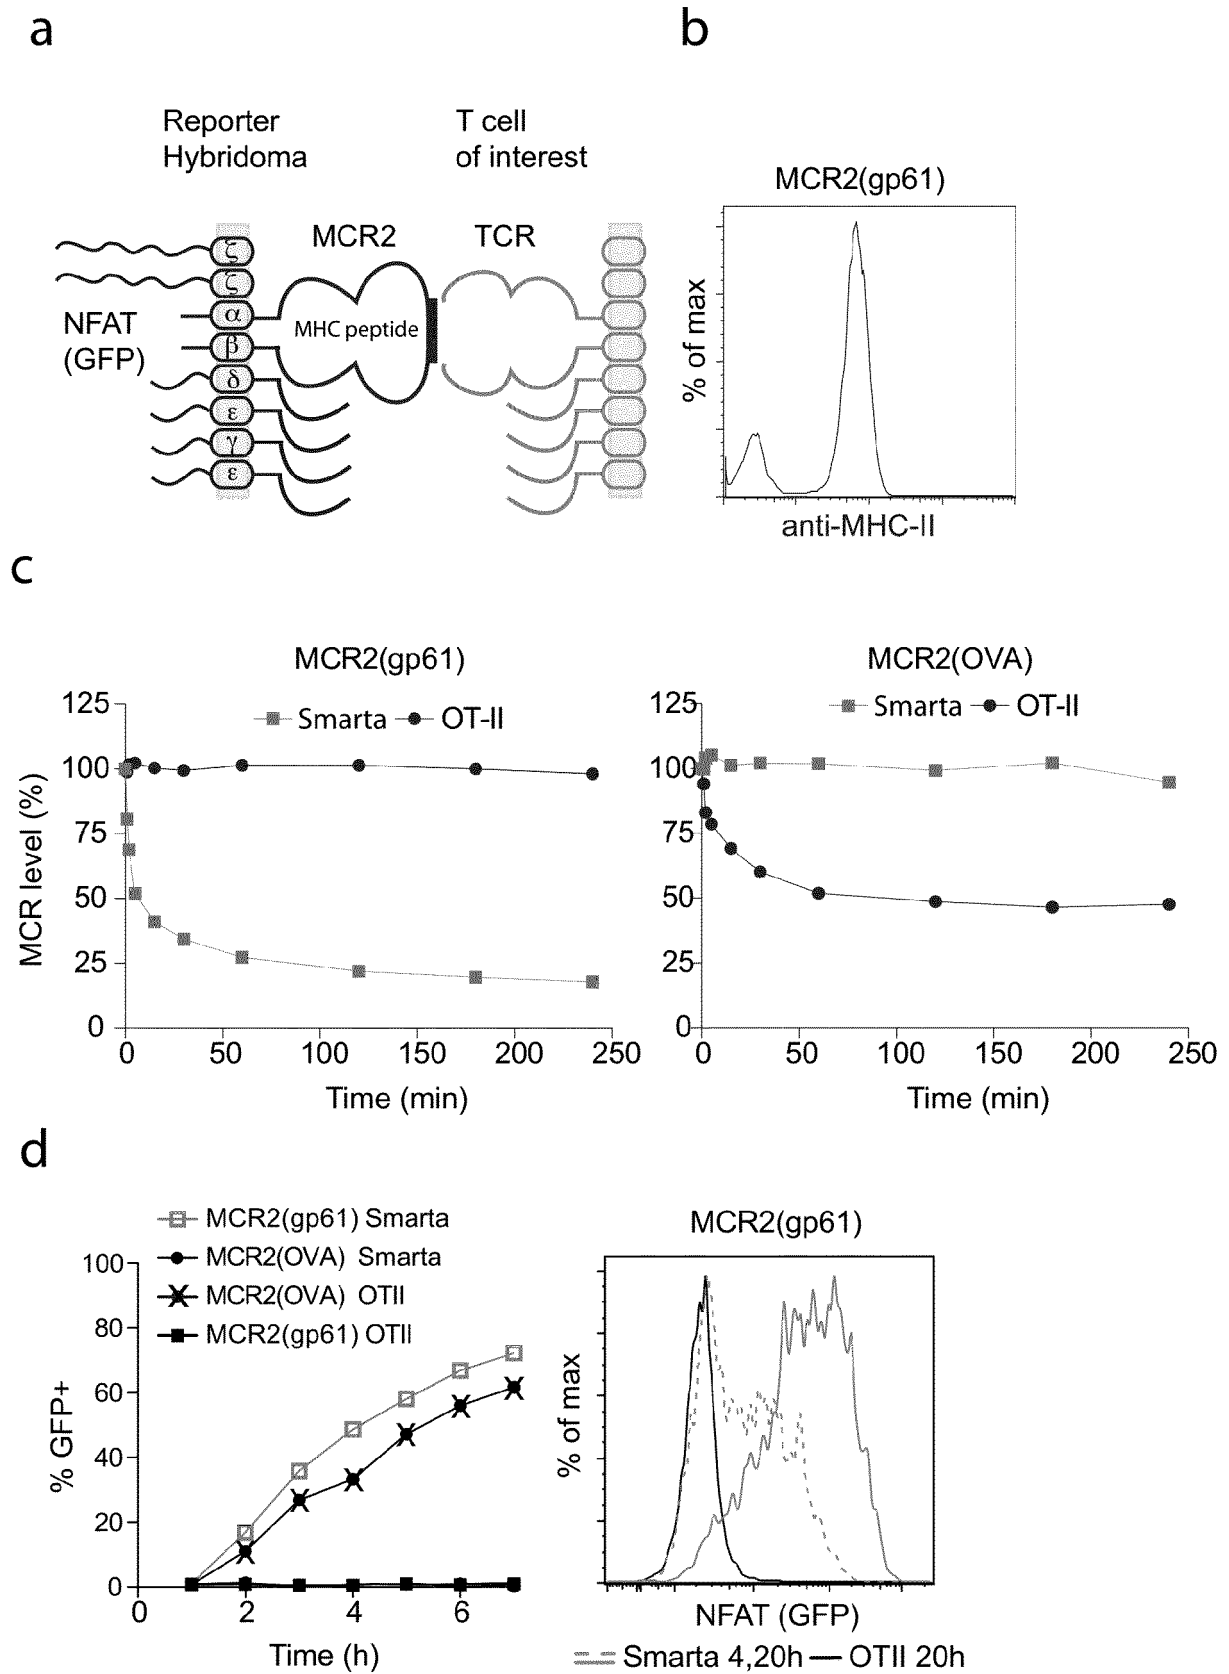 a
b
Reporter
Hybridoma
T cell
of interest
MCR2
TCR
ζ
ζ
α
β
δ
ε
γ
ε
NFAT
(GFP)
MHC peptide
MCR2(gp61)
% of max
anti-MHC-II
c
MCR2(gp61)
Smarta
OT-II
MCR level (%)
125
100
75
50
25
0
0
50
100
150
200
250
Time (min)
MCR2(OVA)
Smarta
OT-II
125
100
75
50
25
0
0
50
100
150
200
250
Time (min)
d
MCR2(gp61) Smarta
MCR2(OVA) Smarta
MCR2(OVA) OTII
MCR2(gp61) OTII
% GFP+
100
80
60
40
20
0
0
2
4
6
Time (h)
MCR2(gp61)
% of max
NFAT (GFP)
Smarta 4,20h
OTII 20h